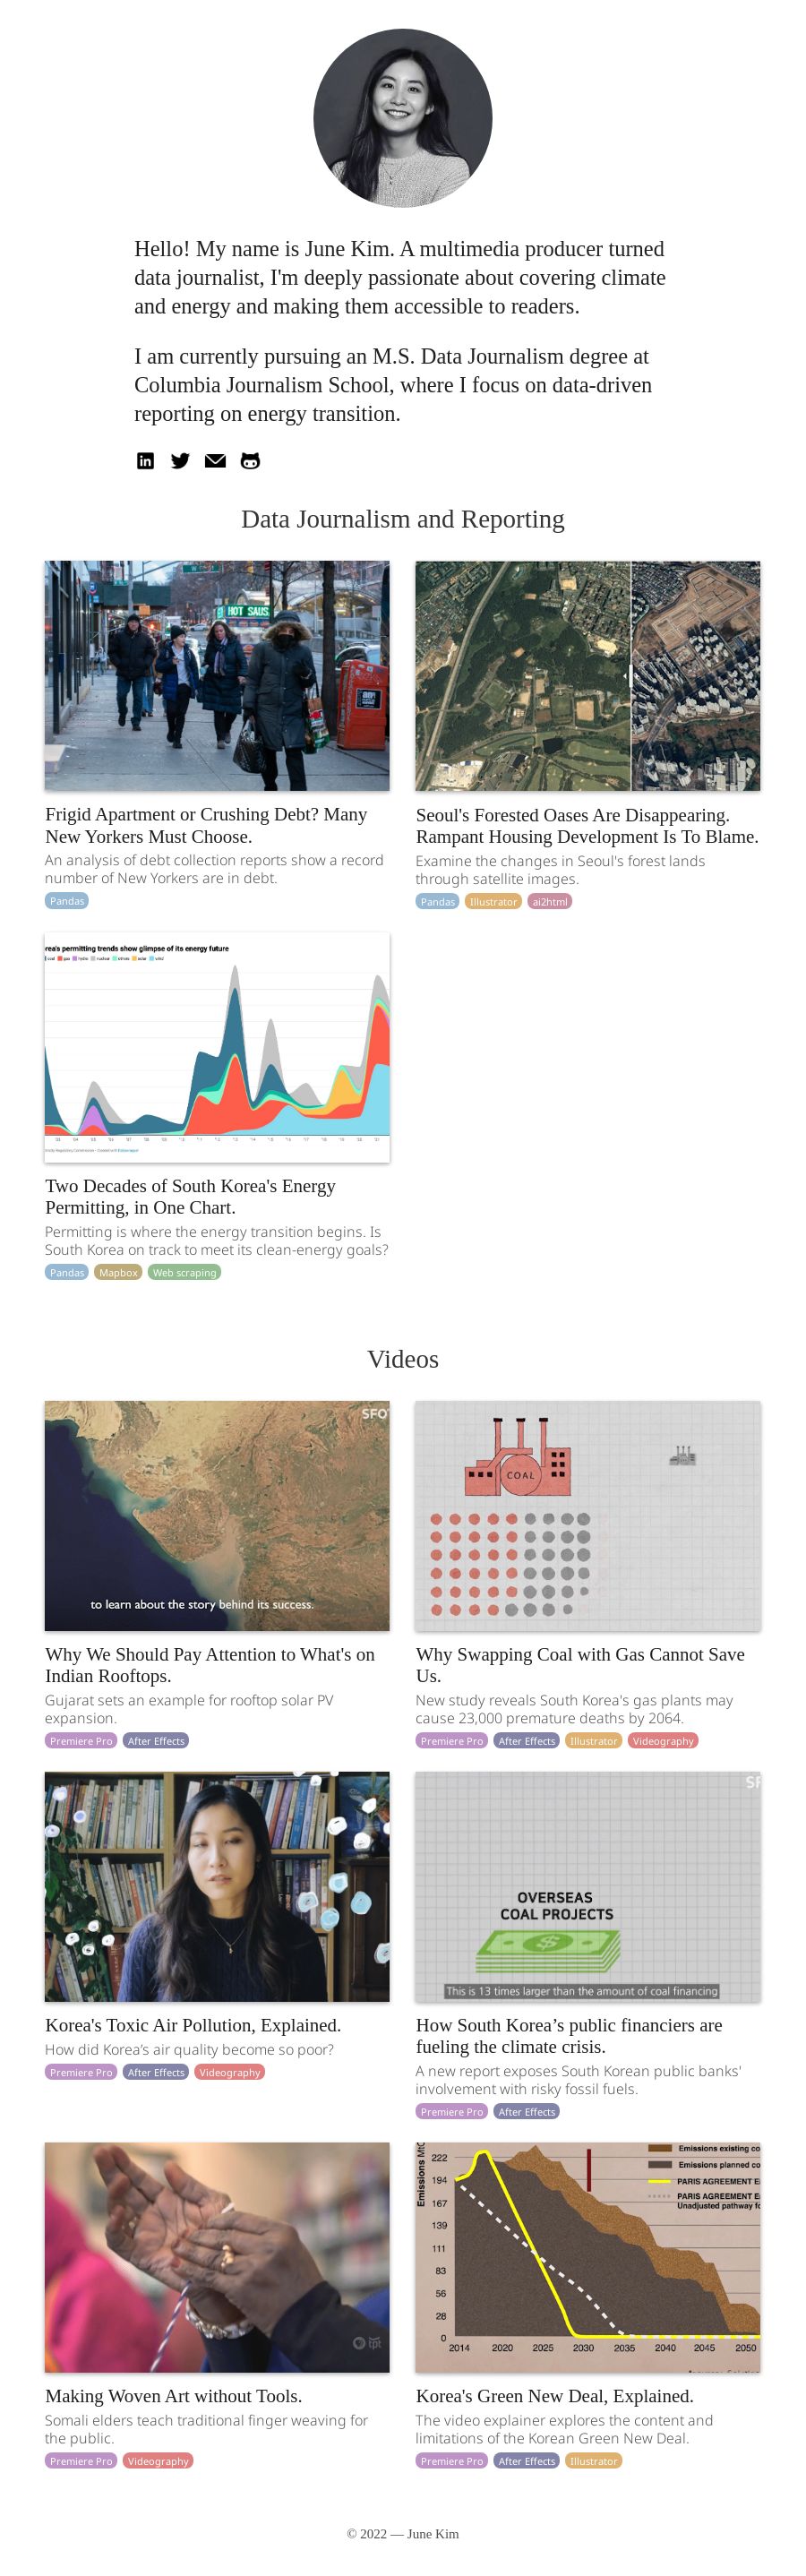 Hello! My name is June Kim. A multimedia producer turned
data journalist, I'm deeply passionate about covering climate
and energy and making them accessible to readers.
I am currently pursuing an M.S. Data Journalism degree at
Columbia Journalism School, where I focus on data-driven
reporting on energy transition.
in
Data Journalism and Reporting
HOT SAUS
Frigid Apartment or Crushing Debt? Many
New Yorkers Must Choose.
An analysis of debt collection reports show a record
number of New Yorkers are in debt.
Pandas
Seoul's Forested Oases Are Disappearing.
Rampant Housing Development Is To Blame.
Examine the changes in Seoul's forest lands
through satellite images.
Pandas Illustrator ai2html
rea's permitting trends show glimpse of its energy future
Two Decades of South Korea's Energy
Permitting, in One Chart.
Permitting is where the energy transition begins. Is
South Korea on track to meet its clean-energy goals?
Pandas Mapbox Web scraping
Videos
SFO
to learn about the story behind its success.
Why We Should Pay Attention to What's on
Indian Rooftops.
Gujarat sets an example for rooftop solar PV
expansion.
Premiere Pro After Effects
COAL
Why Swapping Coal with Gas Cannot Save
Us.
New study reveals South Korea's gas plants may
cause 23,000 premature deaths by 2064.
Premiere Pro After Effects Illustrator Videography
Korea's Toxic Air Pollution, Explained.
How did Korea's air quality become so poor?
Premiere Pro After Effects Videography
OVERSEAS
COAL PROJECTS
This is 13 times larger than the amount of coal financing
How South Korea’s public financiers are
fueling the climate crisis.
A new report exposes South Korean public banks'
involvement with risky fossil fuels.
Premiere Pro After Effects
tpt
Making Woven Art without Tools.
Somali elders teach traditional finger weaving for
the public.
Premiere Pro Videography
Emissions MtC
222
194
167
139
111
83
56
28
0
2014 2020 2025 2030 2035 2040 2045 2050
Emissions existing co
Emissions planned co
PARIS AGREEMENT E
PARIS AGREEMENT E
Unadjusted pathway fo
Korea's Green New Deal, Explained.
The video explainer explores the content and
limitations of the Korean Green New Deal.
Premiere Pro After Effects Illustrator
© 2022 — June Kim